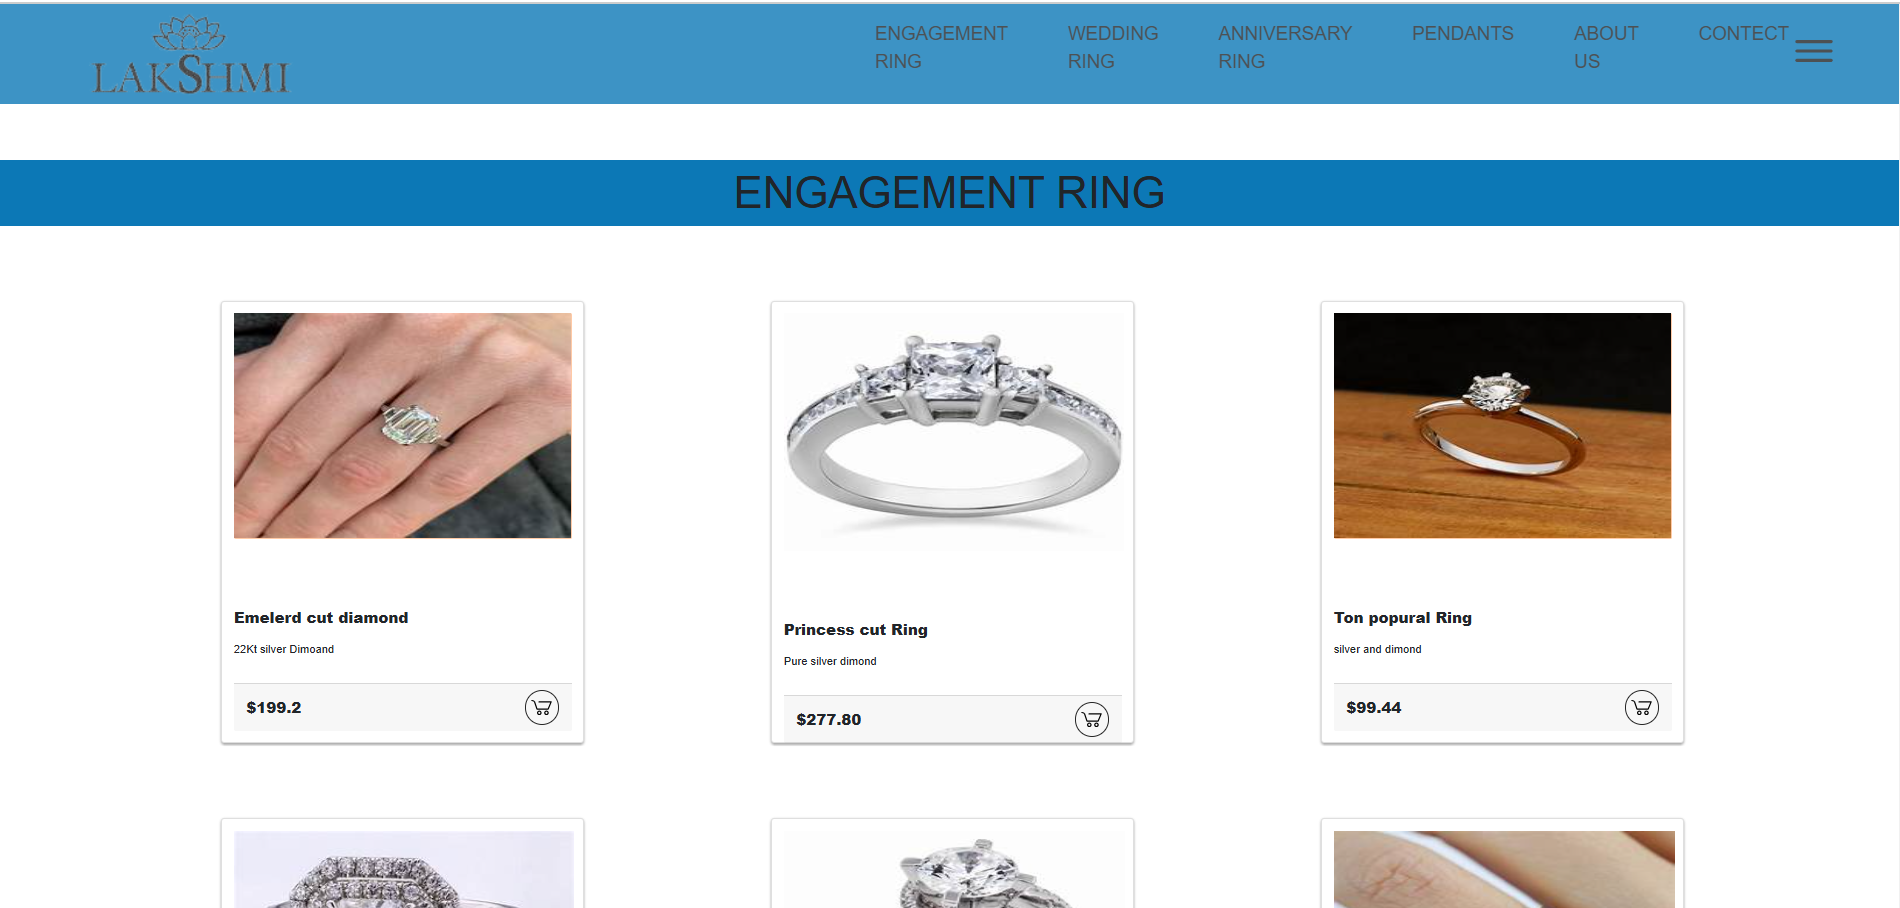 LAKSHMI
ENGAGEMENT
RING
WEDDING
RING
ANNIVERSARY
RING
PENDANTS
ABOUT
US
CONTECT
ENGAGEMENT RING
Emelerd cut diamond
22Kt silver Dimoand
$199.2
Princess cut Ring
Pure silver dimond
$277.80
Ton popural Ring
silver and dimond
$99.44